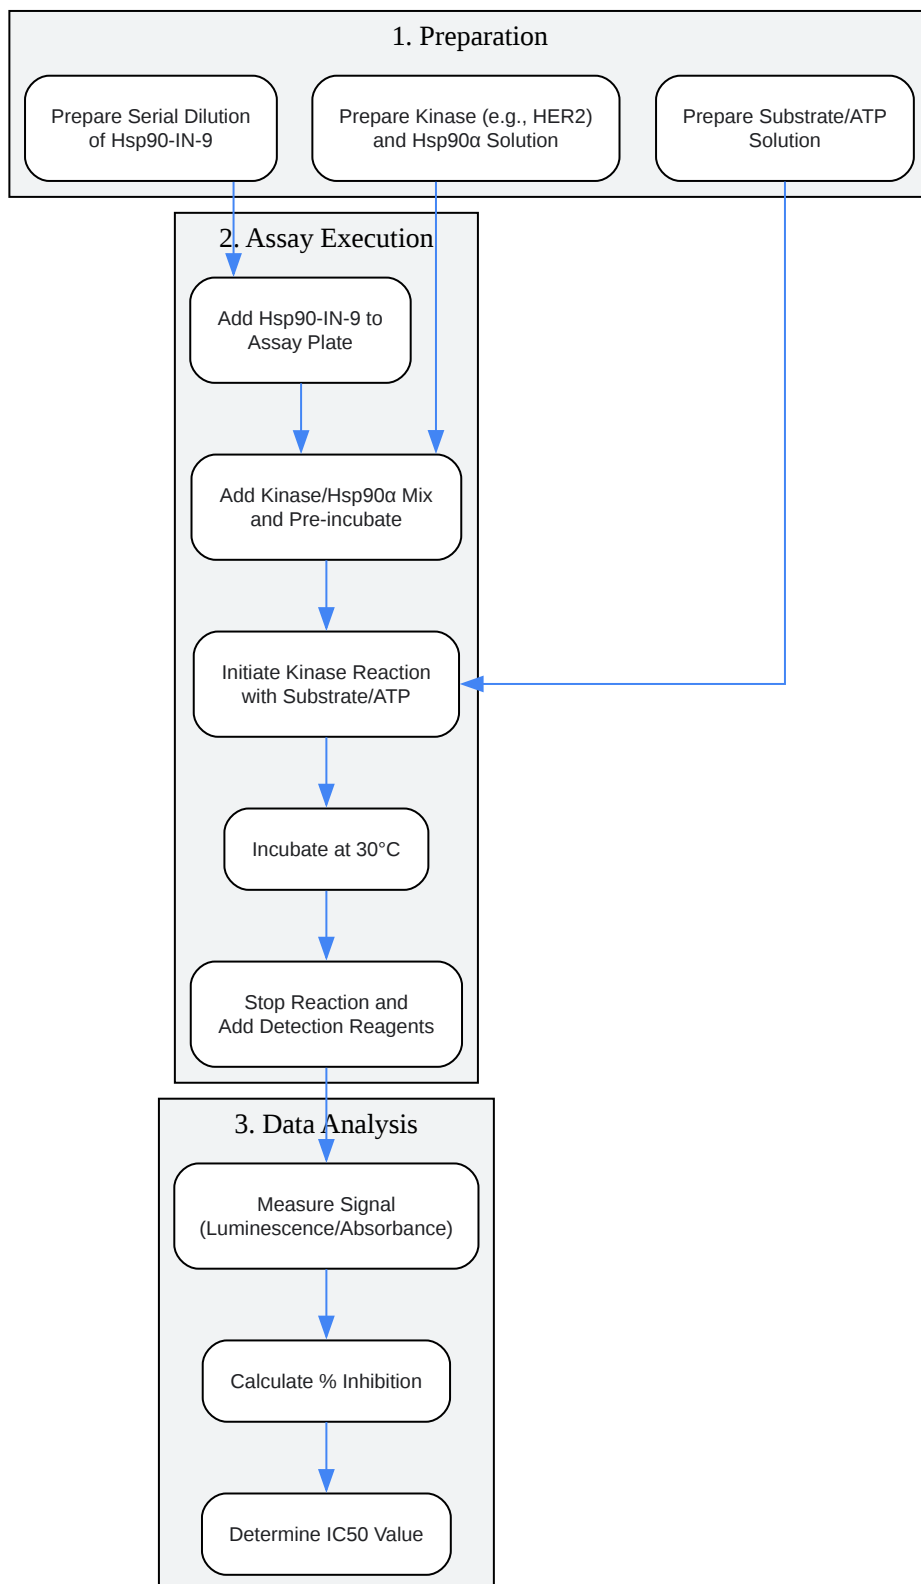 1. Preparation
Prepare Serial Dilution
of Hsp90-IN-9
Prepare Kinase (e.g., HER2)
and Hsp90α Solution
Prepare Substrate/ATP
Solution
2. Assay Execution
Add Hsp90-IN-9 to
Assay Plate
Add Kinase/Hsp90α Mix
and Pre-incubate
Initiate Kinase Reaction
with Substrate/ATP
Incubate at 30°C
Stop Reaction and
Add Detection Reagents
3. Data Analysis
Measure Signal
(Luminescence/Absorbance)
Calculate % Inhibition
Determine IC50 Value